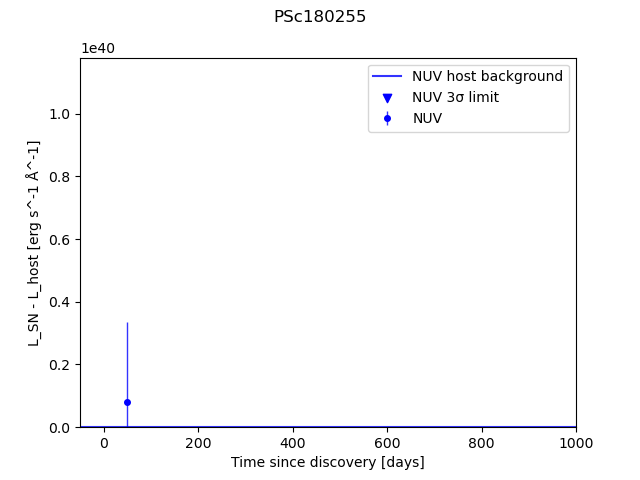 PSc180255
1e40
NUV host background
NUV 3σ limit
NUV
1.0
0.8
0.6
0.4
0.2
0.0
L_SN - L_host [erg s^-1 Å^-1]
0
200
400
600
800
1000
Time since discovery [days]